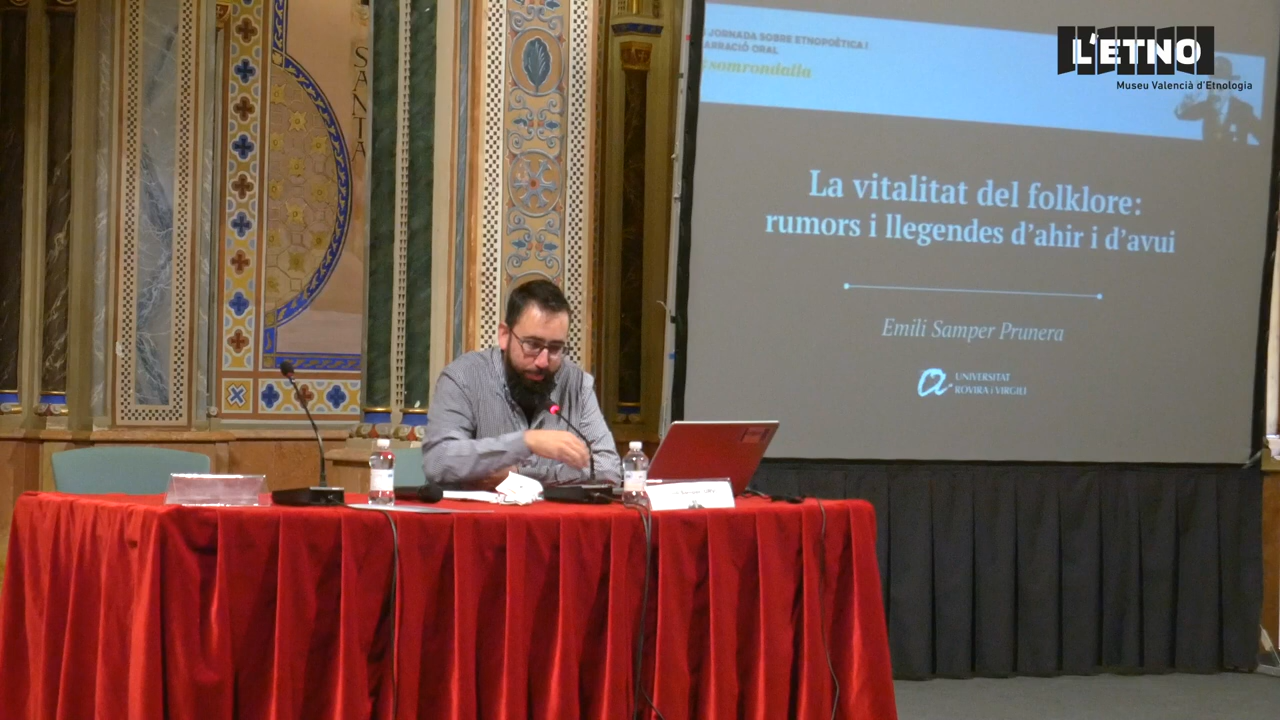 SANTA
JORNADA SOBRE ETNOPOÈTICA I
ARRACIÓ ORAL
#somrondalla
L'ETNO
Museu Valencià d'Etnologia
La vitalitat del folklore:
rumors i llegendes d'ahir i d'avui
Emili Samper Prunera
UNIVERSITAT
ROVIRA i VIRGILI